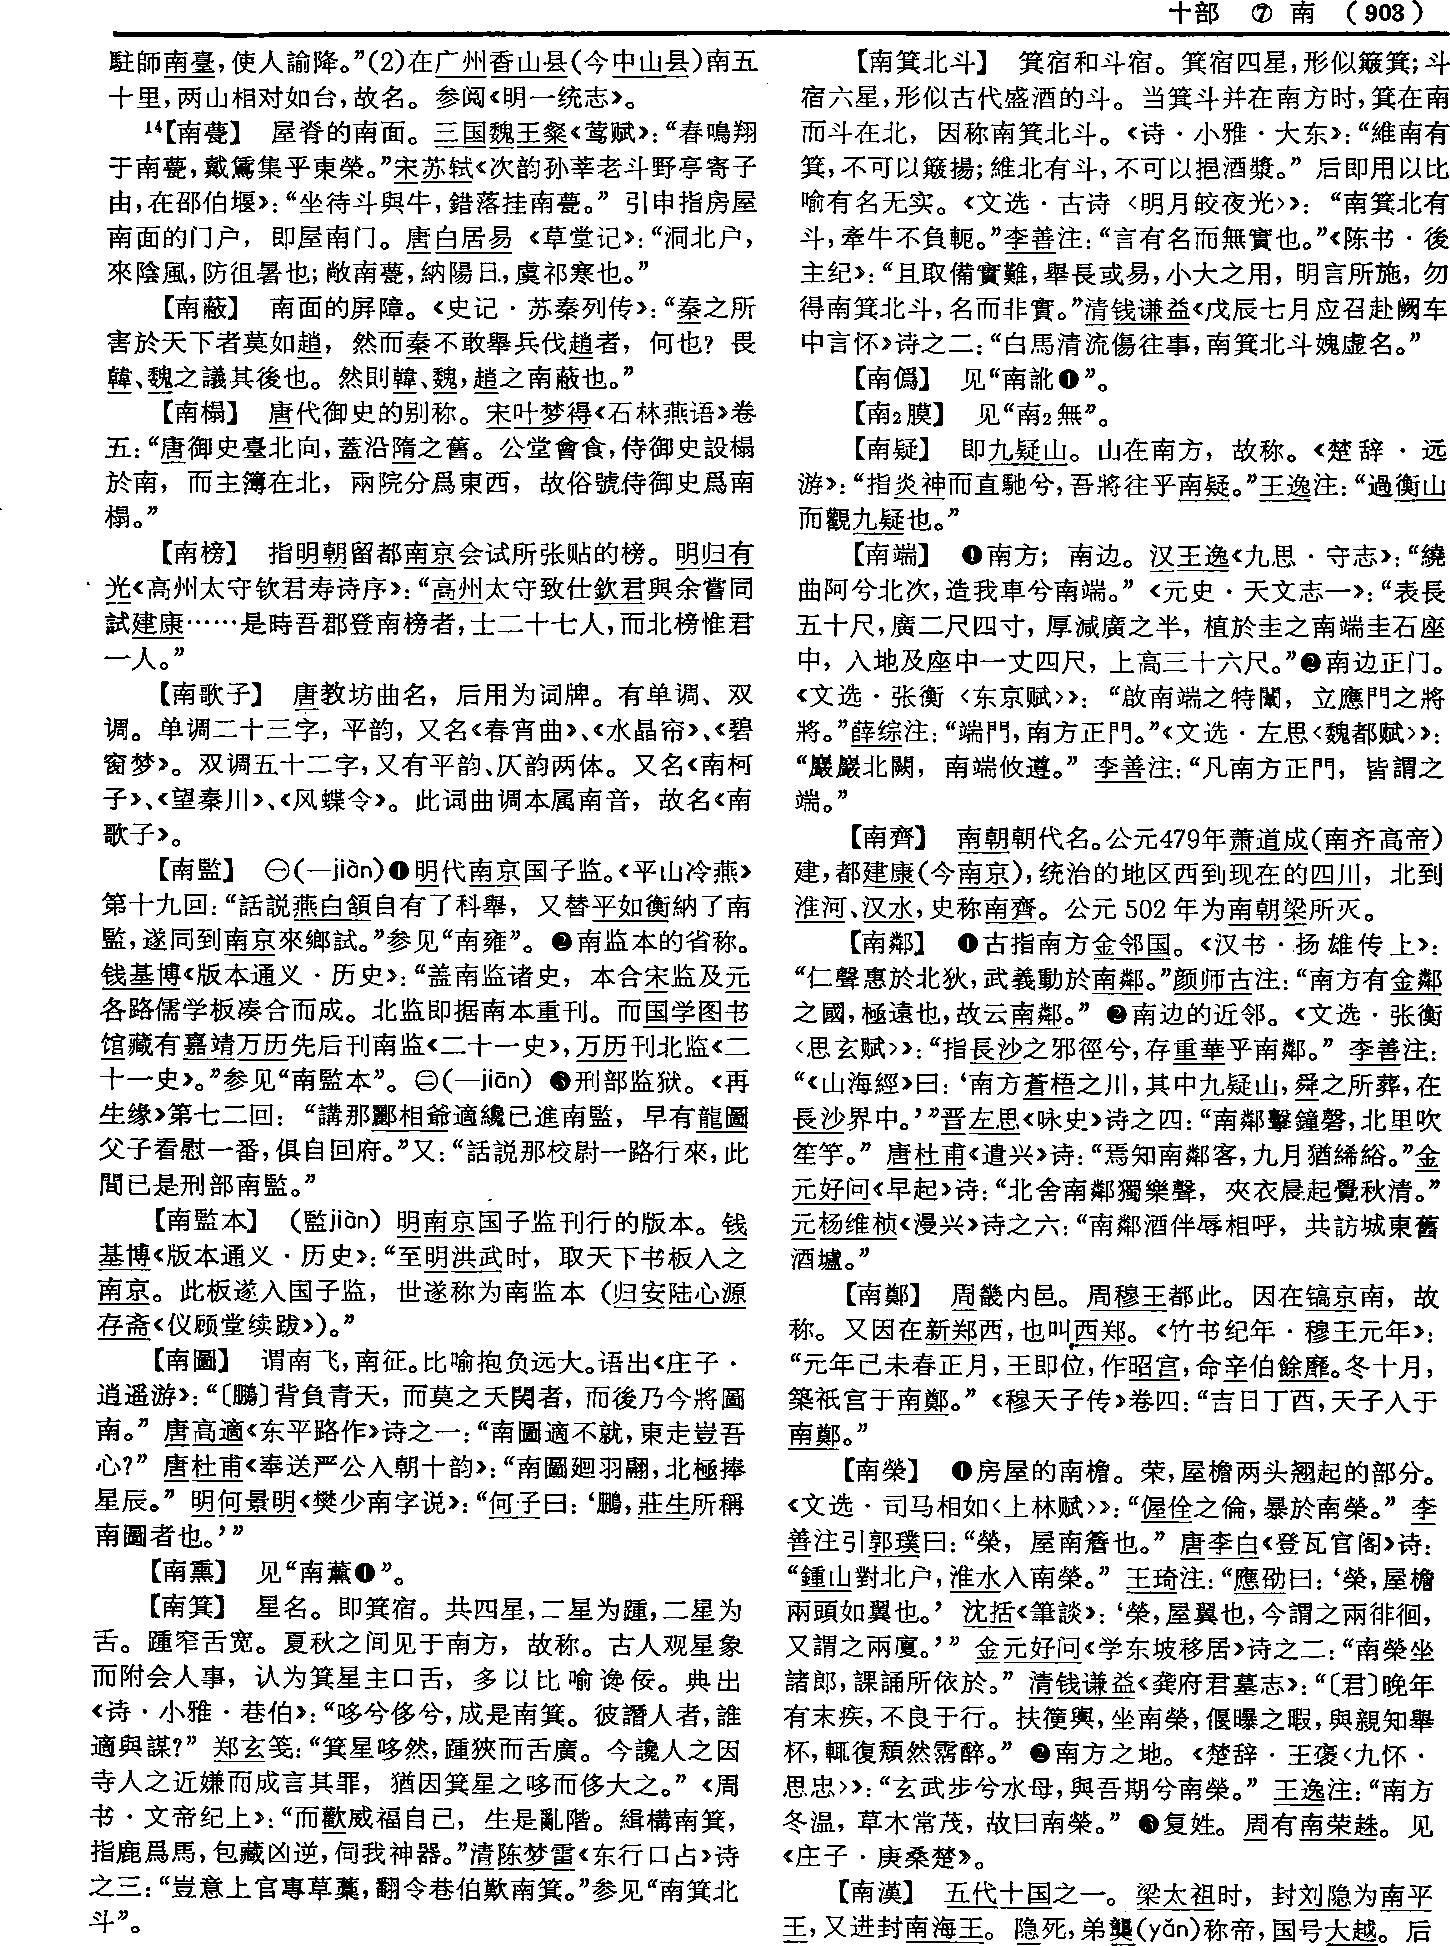 十部 ⑦ 南 （903）
駐師南臺，使人諭降。”(2)在广州香山县(今中山县)南五
十里，两山相对如台，故名。参阅《明一统志》。
14【南甍】 屋脊的南面。三国魏王粲《莺赋》：“春鳴翔
于南甍，戴鵀集乎東榮。”宋苏轼《次韵孙莘老斗野亭寄子
由，在邵伯堰》：“坐待斗與牛，錯落挂南甍。” 引申指房屋
南面的门户，即屋南门。唐白居易《草堂记》：“洞北户，
來陰風，防徂暑也；敞南甍，納陽日，虞祁寒也。”
【南蔽】 南面的屏障。《史记·苏秦列传》：“秦之所
害於天下者莫如趙，然而秦不敢舉兵伐趙者，何也？畏
韓、魏之議其後也。然則韓、魏，趙之南蔽也。”
【南榻】 唐代御史的别称。宋叶梦得《石林燕语》卷
五：“唐御史臺北向，蓋沿隋之舊。公堂會食，侍御史設榻
於南，而主簿在北，兩院分爲東西，故俗號侍御史爲南
榻。”
【南榜】 指明朝留都南京会试所张贴的榜。明归有
光《高州太守钦君寿诗序》：“高州太守致仕欽君與余嘗同
試建康……是時吾郡登南榜者，士二十七人，而北榜惟君
一人。”
【南歌子】 唐教坊曲名，后用为词牌。有单调、双
调。单调二十三字，平韵，又名《春宵曲》、《水晶帘》、《碧
窗梦》。双调五十二字，又有平韵、仄韵两体。又名《南柯
子》、《望秦川》、《风蝶令》。此词曲调本属南音，故名《南
歌子》。
【南監】 ㊀(—jiàn)❶明代南京国子监。《平山冷燕》
第十九回：“話説燕白頷自有了科舉，又替平如衡納了南
監，遂同到南京來鄉試。”参见“南雍”。❷南监本的省称。
钱基博《版本通义·历史》：“盖南监诸史，本合宋监及元
各路儒学板凑合而成。北监即据南本重刊。而国学图书
馆藏有嘉靖万历先后刊南监《二十一史》，万历刊北监《二
十一史》。”参见“南監本”。㊁(—jiān) ❸刑部监狱。《再
生缘》第七二回：“講那酈相爺適纔已進南監，早有龍圖
父子看慰一番，俱自回府。”又：“話説那校尉一路行來，此
間已是刑部南監。”
【南監本】 （監jiàn）明南京国子监刊行的版本。钱
基博《版本通义·历史》：“至明洪武时，取天下书板入之
南京。此板遂入国子监，世遂称为南监本（归安陆心源
存斋《仪顾堂续跋》）。”
【南圖】 谓南飞，南征。比喻抱负远大。语出《庄子·
逍遥游》：“〔鵬〕背負青天，而莫之夭閼者，而後乃今將圖
南。” 唐高適《东平路作》诗之一：“南圖適不就，東走豈吾
心？” 唐杜甫《奉送严公入朝十韵》：“南圖迴羽翮，北極捧
星辰。” 明何景明《樊少南字说》：“何子曰：‘鵬，莊生所稱
南圖者也。’”
【南熏】 见“南薰❶”。
【南箕】 星名。即箕宿。共四星，二星为踵，二星为
舌。踵窄舌宽。夏秋之间见于南方，故称。古人观星象
而附会人事，认为箕星主口舌，多以比喻谗佞。典出
《诗·小雅·巷伯》：“哆兮侈兮，成是南箕。彼譖人者，誰
適與謀？” 郑玄笺：“箕星哆然，踵狹而舌廣。今讒人之因
寺人之近嫌而成言其罪，猶因箕星之哆而侈大之。”《周
书·文帝纪上》：“而歡威福自己，生是亂階。緝構南箕，
指鹿爲馬，包藏凶逆，伺我神器。”清陈梦雷《东行口占》诗
之三：“豈意上官專草藁，翻令巷伯歎南箕。”参见“南箕北
斗”。
【南箕北斗】 箕宿和斗宿。箕宿四星，形似簸箕；斗
宿六星，形似古代盛酒的斗。当箕斗并在南方时，箕在南
而斗在北，因称南箕北斗。《诗·小雅·大东》：“維南有
箕，不可以簸揚；維北有斗，不可以挹酒漿。” 后即用以比
喻有名无实。《文选·古诗〈明月皎夜光〉》：“南箕北有
斗，牽牛不負軛。”李善注：“言有名而無實也。”《陈书·後
主纪》：“且取備實難，舉長或易，小大之用，明言所施，勿
得南箕北斗，名而非實。”清钱谦益《戊辰七月应召赴阙车
中言怀》诗之二：“白馬清流傷往事，南箕北斗媿虛名。”
【南僞】 见“南訛❶”。
【南2膜】 见“南2無”。
【南疑】 即九疑山。山在南方，故称。《楚辞·远
游》：“指炎神而直馳兮，吾將往乎南疑。”王逸注：“過衡山
而觀九疑也。”
【南端】 ❶南方；南边。汉王逸《九思·守志》：“繞
曲阿兮北次，造我車兮南端。”《元史·天文志一》：“表長
五十尺，廣二尺四寸，厚減廣之半，植於圭之南端圭石座
中，入地及座中一丈四尺，上高三十六尺。”❷南边正门。
《文选·张衡〈东京赋〉》：“啟南端之特闈，立應門之將
將。”薛综注：“端門，南方正門。”《文选·左思〈魏都赋〉》：
“巖巖北闕，南端攸遵。” 李善注：“凡南方正門，皆謂之
端。”
【南齊】 南朝朝代名。公元479年萧道成（南齐高帝）
建，都建康（今南京），统治的地区西到现在的四川，北到
淮河、汉水，史称南齊。公元 502 年为南朝梁所灭。
【南鄰】 ❶古指南方金邻国。《汉书·扬雄传上》：
“仁聲惠於北狄，武義動於南鄰。”颜师古注：“南方有金鄰
之國，極遠也，故云南鄰。” ❷南边的近邻。《文选·张衡
〈思玄赋〉》：“指長沙之邪徑兮，存重華乎南鄰。” 李善注：
“《山海經》曰：‘南方蒼梧之川，其中九疑山，舜之所葬，在
長沙界中。’”晋左思《咏史》诗之四：“南鄰擊鐘磬，北里吹
笙竽。” 唐杜甫《遣兴》诗：“焉知南鄰客，九月猶絺綌。”金
元好问《早起》诗：“北舍南鄰獨樂聲，夾衣晨起覺秋清。”
元杨维桢《漫兴》诗之六：“南鄰酒伴辱相呼，共訪城東舊
酒壚。”
【南鄭】 周畿内邑。周穆王都此。因在镐京南，故
称。又因在新郑西，也叫西郑。《竹书纪年·穆王元年》：
“元年己未春正月，王即位，作昭宫，命辛伯餘靡。冬十月，
築祇宫于南鄭。”《穆天子传》卷四：“吉日丁酉，天子入于
南鄭。”
【南榮】 ❶房屋的南檐。荣，屋檐两头翘起的部分。
《文选·司马相如〈上林赋〉》：“偓佺之倫，暴於南榮。” 李
善注引郭璞曰：“榮，屋南簷也。” 唐李白《登瓦官阁》诗：
“鍾山對北户，淮水入南榮。” 王琦注：“應劭曰：‘榮，屋檐
兩頭如翼也。’ 沈括《筆談》：‘榮，屋翼也，今謂之兩徘徊，
又謂之兩廈。’” 金元好问《学东坡移居》诗之二：“南榮坐
諸郎，課誦所依於。” 清钱谦益《龚府君墓志》：“〔君〕晚年
有末疾，不良于行。扶篋輿，坐南榮，偃曝之暇，與親知舉
杯，輒復頹然霑醉。” ❷南方之地。《楚辞·王褒〈九怀·
思忠〉》：“玄武步兮水母，與吾期兮南榮。” 王逸注：“南方
冬温，草木常茂，故曰南榮。” ❸复姓。周有南荣趎。见
《庄子·庚桑楚》。
【南漢】 五代十国之一。梁太祖时，封刘隐为南平
王，又进封南海王。隐死，弟龑(yǎn)称帝，国号大越。后